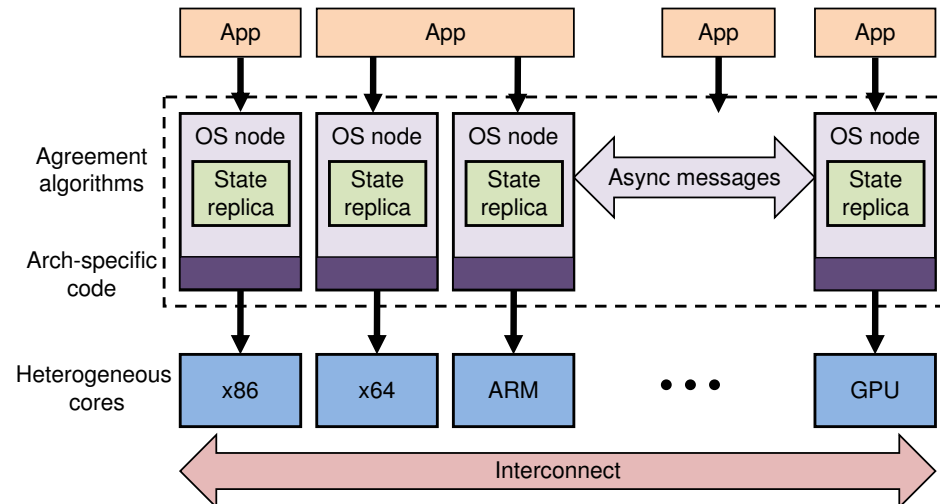 App
App
App
App
OS node
OS node
OS node
OS node
Agreement
algorithms
State
replica
State
replica
State
replica
Async messages
State
replica
Arch-specific
code
Heterogeneous
cores
x86
x64
ARM
GPU
Interconnect